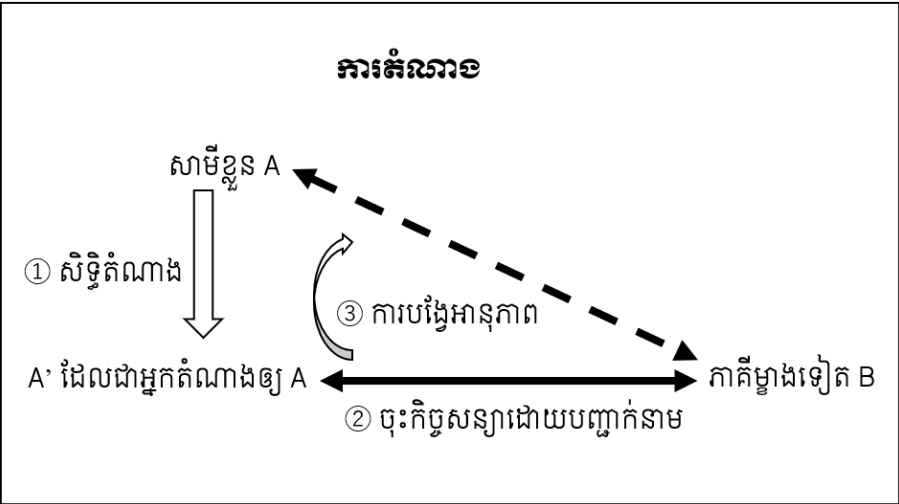 ការតំណាង
សាមីខ្លួន A
① សិទ្ធិតំណាង
③ ការបង្វែអានុភាព
A’ ដែលជាអ្នកតំណាងឲ្យ A
ភាគីម្ខាងទៀត B
② ចុះកិច្ចសន្យាដោយបញ្ជាក់នាម